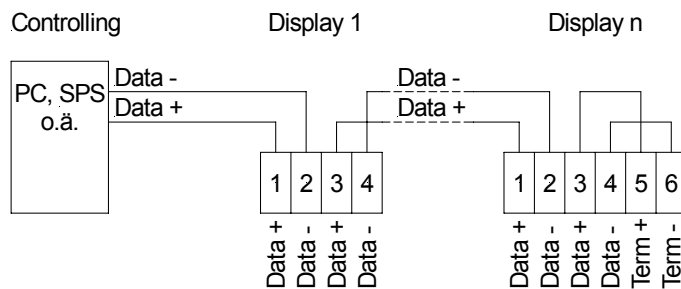 Controlling Display 1 Display n
PC, SPS
o.ä.
Data -
Data +
Data -
Data +
1 2 3 4
1 2 3 4 5 6
Data +
Data -
Data +
Data -
Data +
Data -
Data +
Data -
Term +
Term -